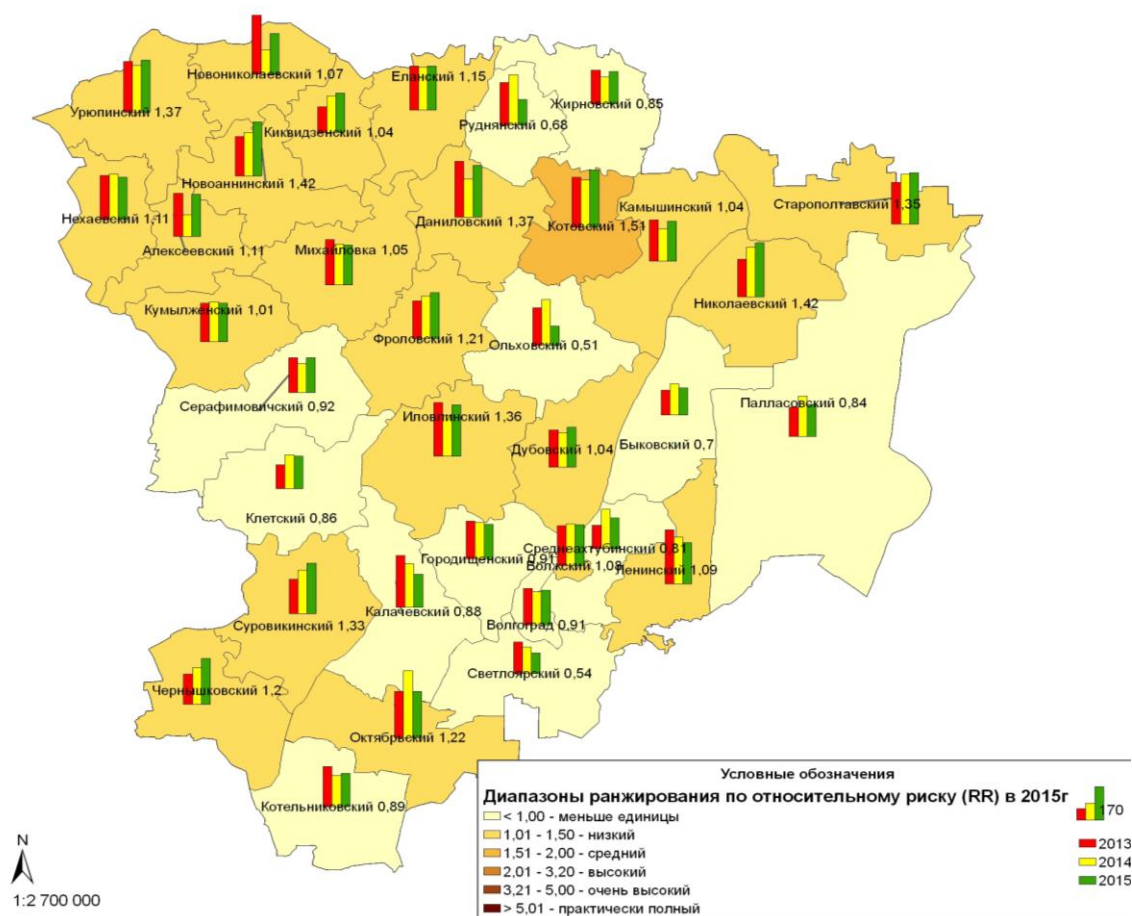 Новониколаевский 1,07
Еланский 1,15
Жирновский 0,85
Урюпинский 1,37
Руднянский 0,68
Киквидзенский 1,04
Новоаннинский 1,42
Старополтавский 1,35
Камышинский 1,04
Нехаевский 1,11
Даниловский 1,37
Котовский 1,51
Алексеевский 1,11
Михайловка 1,05
Николаевский 1,42
Кумылженский 1,01
Фроловский 1,21
Ольховский 0,51
Серафимовичский 0,92
Палласовский 0,84
Иловлинский 1,36
Быковский 0,7
Дубовский 1,04
Клетский 0,86
Среднеахтубинский 0,81
Городищенский 0,91
Волжский 1,08
Ленинский 1,09
Калачевский 0,88
Суровикинский 1,33
Волгоград 0,91
Светлоярский 0,54
Чернышковский 1,2
Октябрьский 1,22
Котельниковский 0,89
Условные обозначения
Диапазоны ранжирования по относительному риску (RR) в 2015г
170
< 1,00 - меньше единицы
1,01 - 1,50 - низкий
1,51 - 2,00 - средний
2,01 - 3,20 - высокий
3,21 - 5,00 - очень высокий
> 5,01 - практически полный
2013
2014
2015
N
1:2 700 000